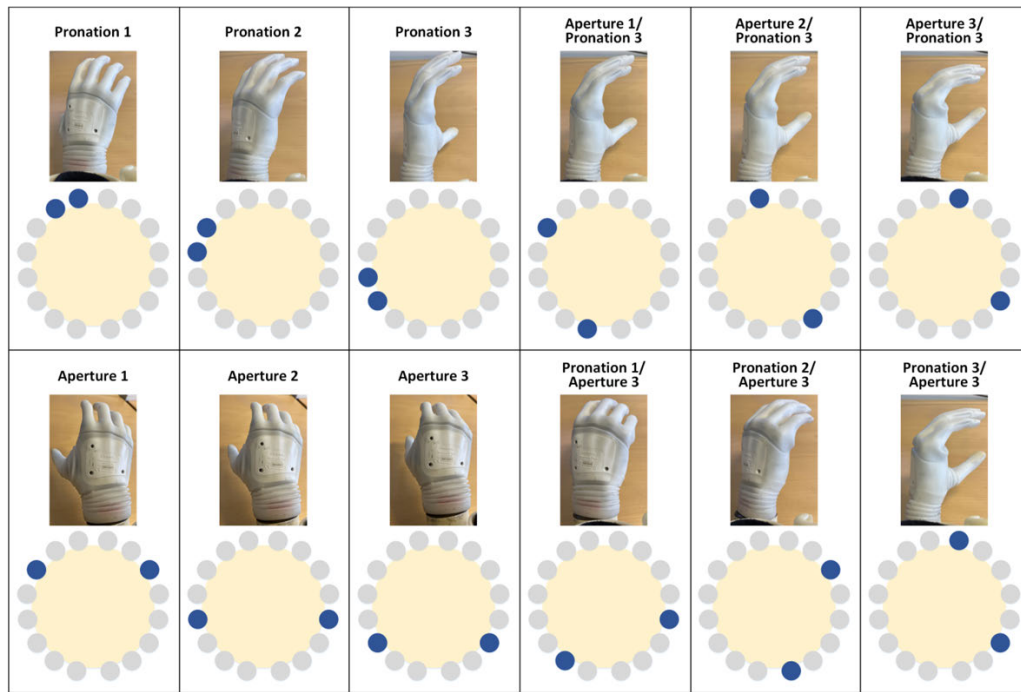 Pronation 1
Pronation 2
Pronation 3
Aperture 1/
Pronation 3
Aperture 2/
Pronation 3
Aperture 3/
Pronation 3
Aperture 1
Aperture 2
Aperture 3
Pronation 1/
Aperture 3
Pronation 2/
Aperture 3
Pronation 3/
Aperture 3